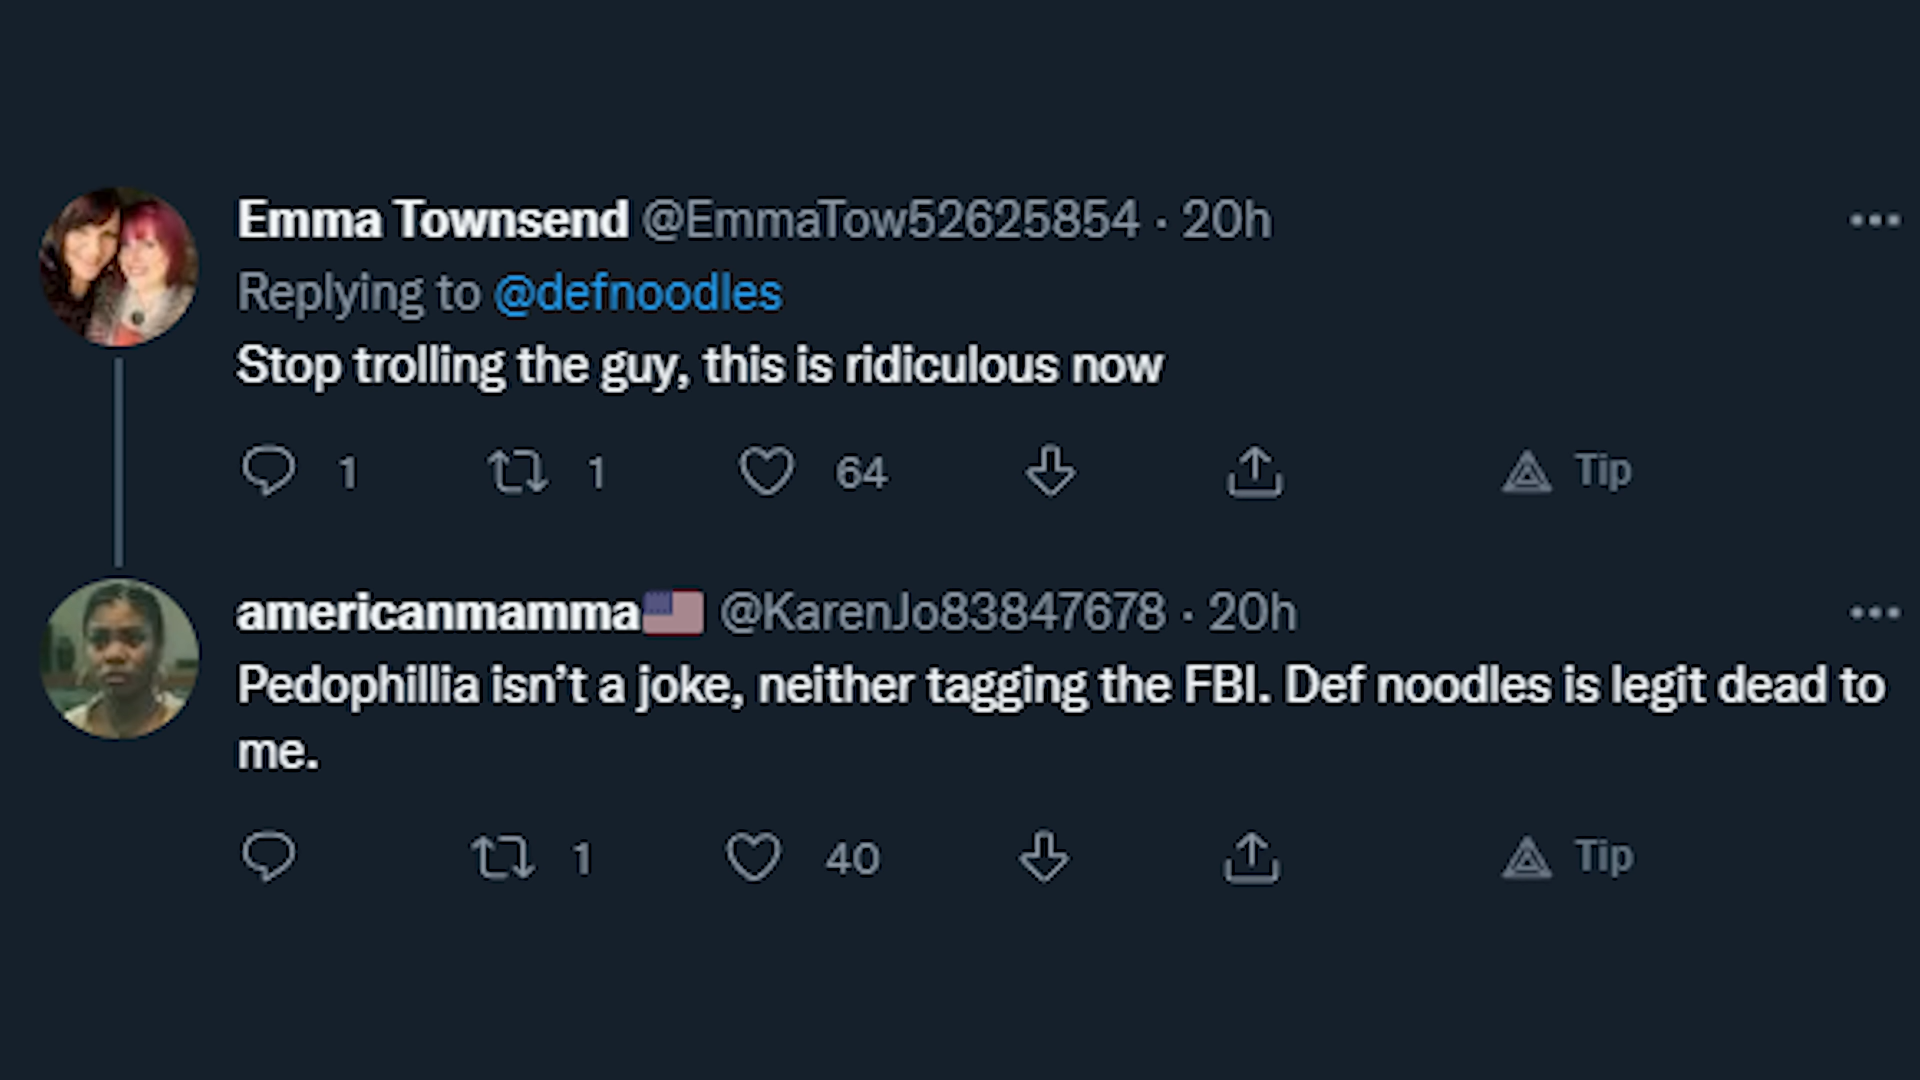 Emma Townsend @EmmaTow52625854 · 20h
Replying to @defnoodles
Stop trolling the guy, this is ridiculous now
1 1 64 Tip
americanmamma🇺🇸 @KarenJo83847678 · 20h
Pedophillia isn’t a joke, neither tagging the FBI. Def noodles is legit dead to
me.
1 40 Tip